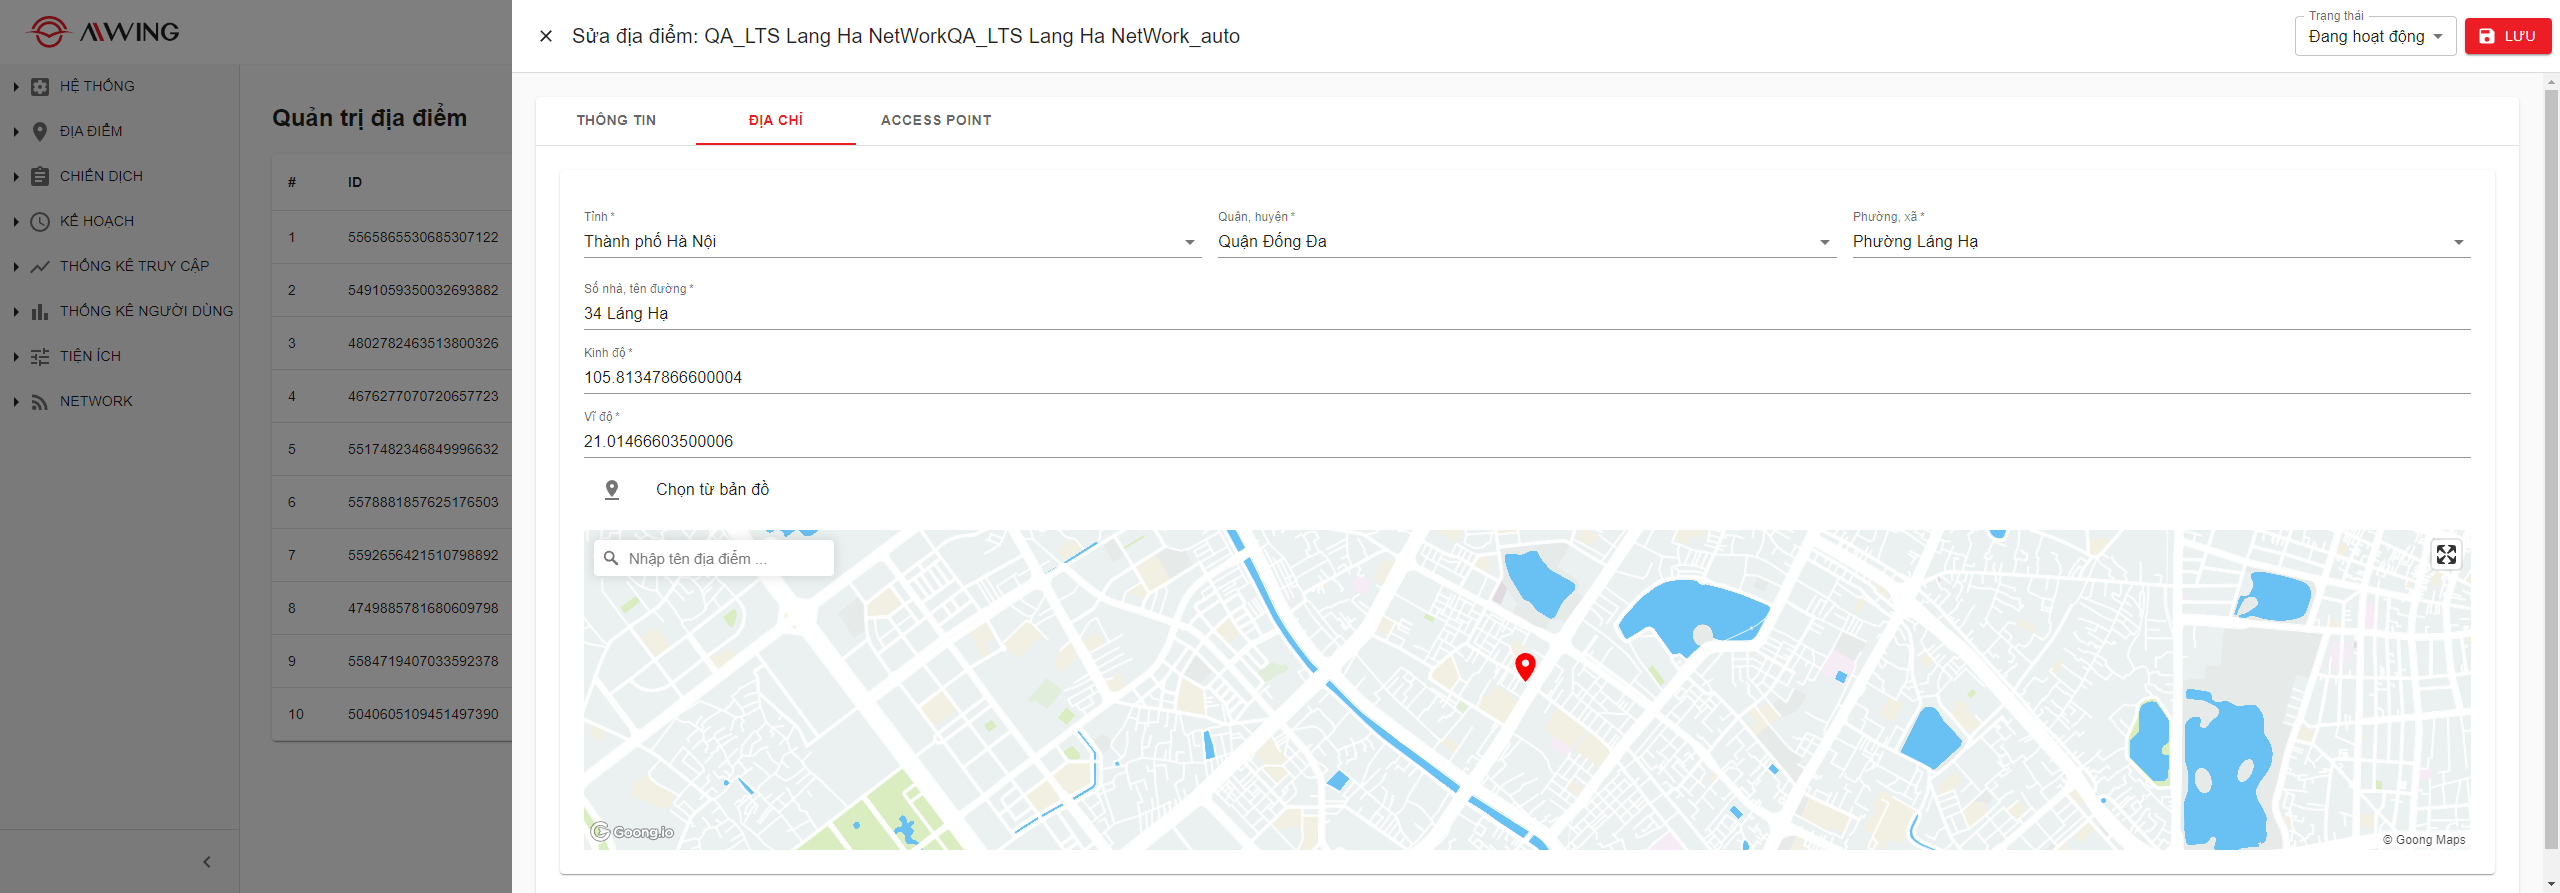 AWING
Sửa địa điểm: QA_LTS Lang Ha NetWorkQA_LTS Lang Ha NetWork_auto
Trạng thái
Đang hoạt động
LƯU
HỆ THỐNG
ĐỊA ĐIỂM
CHIẾN DỊCH
KẾ HOẠCH
THỐNG KÊ TRUY CẬP
THỐNG KÊ NGƯỜI DÙNG
TIỆN ÍCH
NETWORK
Quản trị địa điểm
# ID
1 5565865530685307122
2 5491059350032693882
3 4802782463513800326
4 4676277070720657723
5 5517482346849996632
6 5578881857625176503
7 5592656421510798892
8 4749885781680609798
9 5584719407033592378
10 5040605109451497390
THÔNG TIN ĐỊA CHỈ ACCESS POINT
Tỉnh * Quận, huyện * Phường, xã *
Thành phố Hà Nội Quận Đống Đa Phường Láng Hạ
Số nhà, tên đường *
34 Láng Hạ
Kinh độ *
105.81347866600004
Vĩ độ *
21.01466603500006
Chọn từ bản đồ
Nhập tên địa điểm ...
Goong.io
© Goong Maps